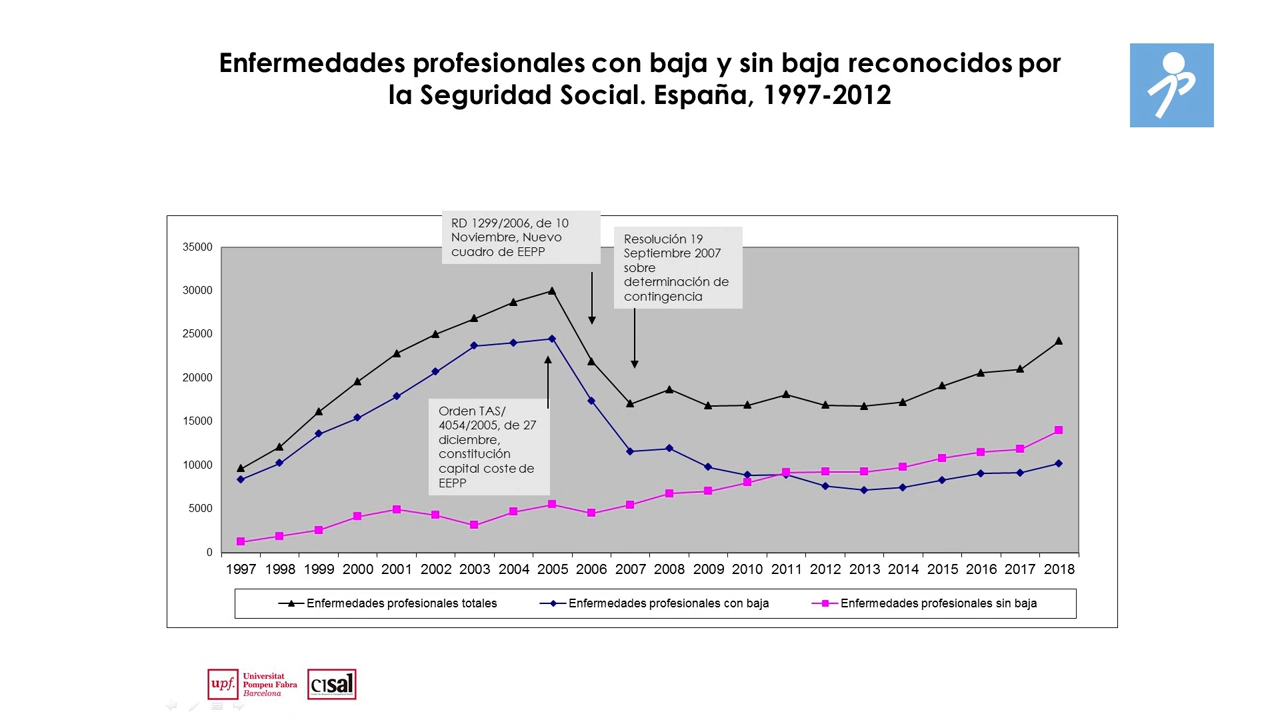 Enfermedades profesionales con baja y sin baja reconocidos por
la Seguridad Social. España, 1997-2012
RD 1299/2006, de 10
Noviembre, Nuevo
cuadro de EEPP
Resolución 19
Septiembre 2007
sobre
determinación de
contingencia
Orden TAS/
4054/2005, de 27
diciembre,
constitución
capital coste de
EEPP
35000
30000
25000
20000
15000
10000
5000
0
1997 1998 1999 2000 2001 2002 2003 2004 2005 2006 2007 2008 2009 2010 2011 2012 2013 2014 2015 2016 2017 2018
Enfermedades profesionales totales Enfermedades profesionales con baja Enfermedades profesionales sin baja
upf. Universitat
Pompeu Fabra
Barcelona
cisal